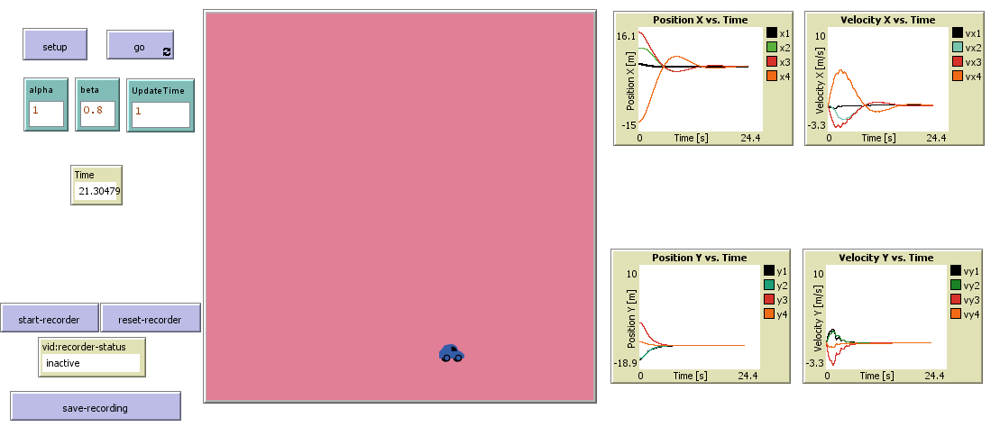 setup
go
alpha
1
beta
0.8
UpdateTime
1
Time
21.30479
start-recorder
reset-recorder
vid:recorder-status
inactive
save-recording
Position X vs. Time
16.1
Position X [m]
-15
0
Time [s]
24.4
x1
x2
x3
x4
Velocity X vs. Time
10
Velocity X [m/s]
-3.3
0
Time [s]
24.4
vx1
vx2
vx3
vx4
Position Y vs. Time
10
Position Y [m]
-18.9
0
Time [s]
24.4
y1
y2
y3
y4
Velocity Y vs. Time
10
Velocity Y [m/s]
-3.3
0
Time [s]
24.4
vy1
vy2
vy3
vy4